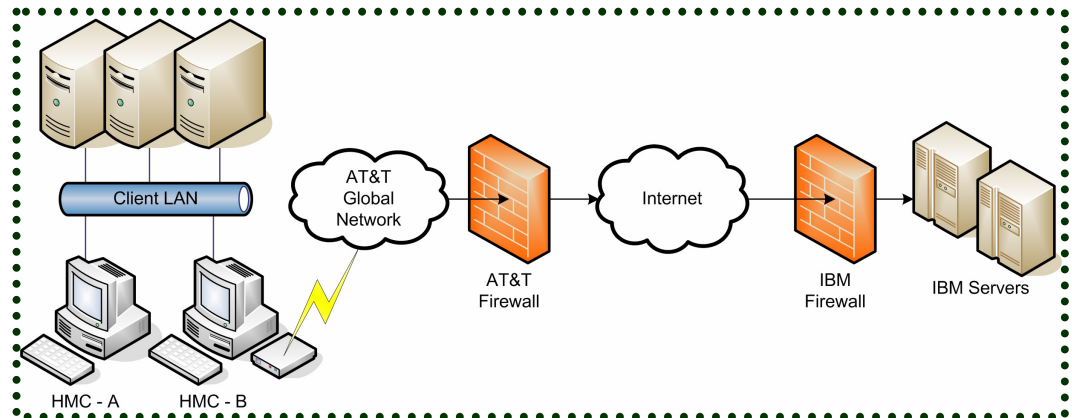 Client LAN
AT&T
Global
Network
Internet
AT&T
Firewall
IBM
Firewall
IBM Servers
HMC - A
HMC - B